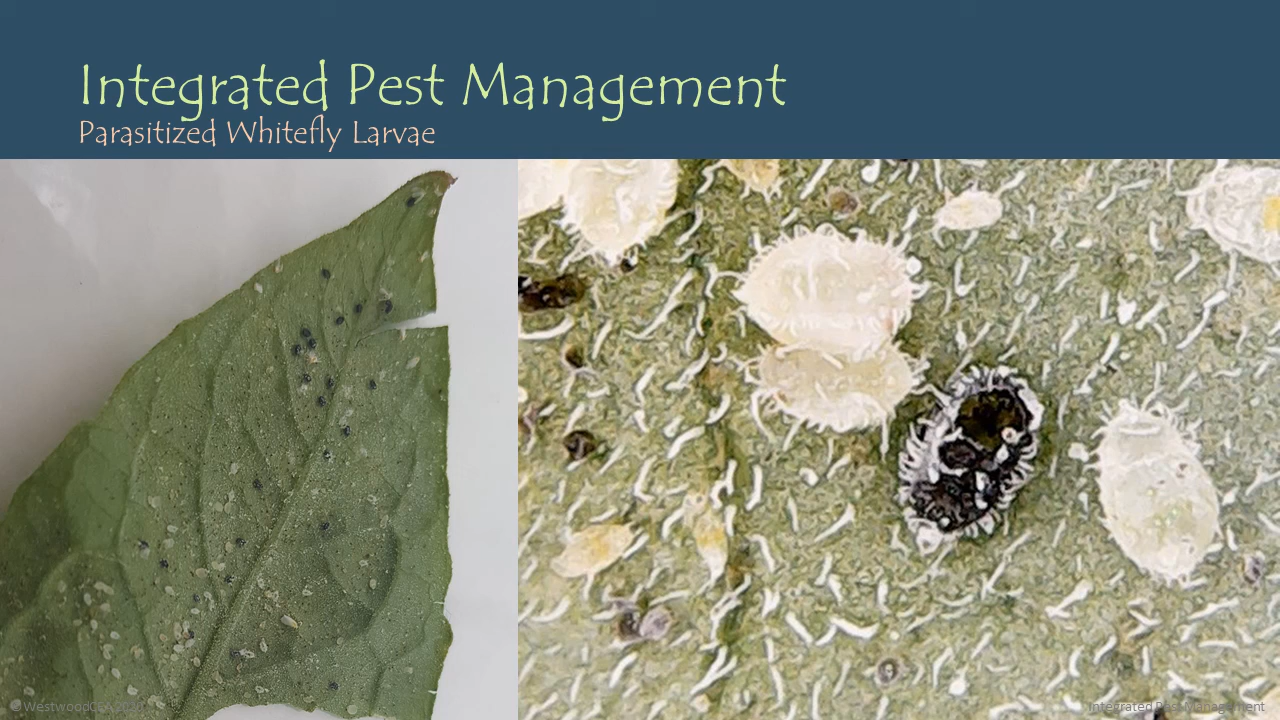 Integrated Pest Management
Parasitized Whitefly Larvae
Integrated Pest Management